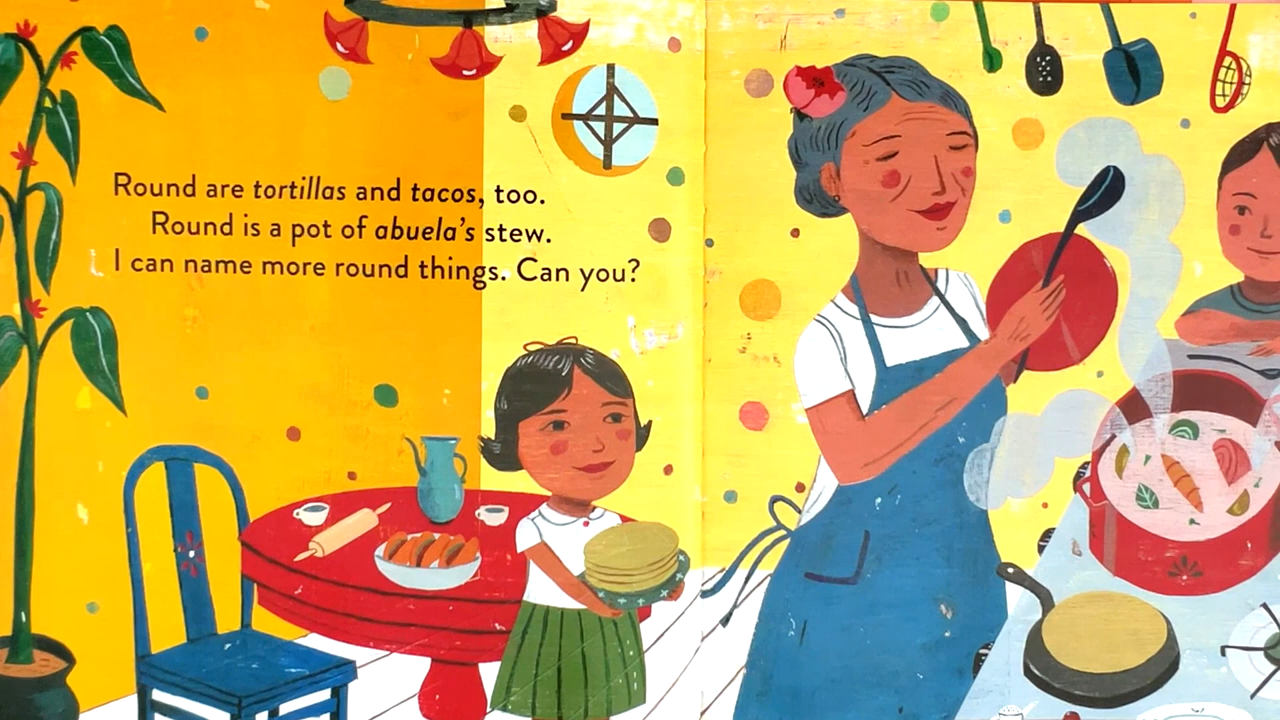 Round are tortillas and tacos, too.
Round is a pot of abuela's stew.
I can name more round things. Can you?